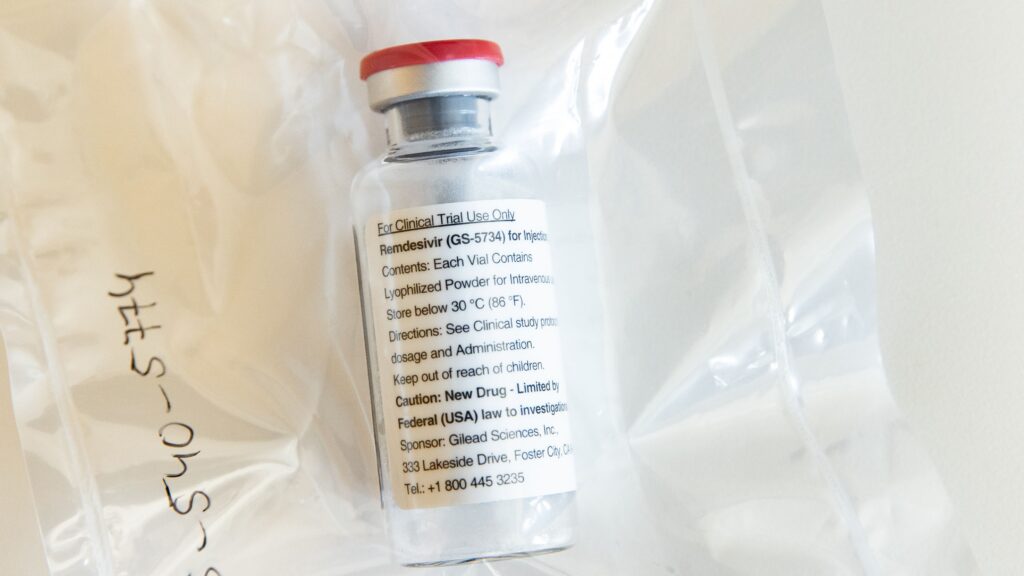 For Clinical Trial Use Only
Remdesivir (GS-5734) for
Contents: Each Vial Contains
Lyophilized Powder for Intravenous
Store below 30 °C (86 °F).
Directions: See Clinical study
dosage and Administration.
Keep out of reach of children.
Caution: New Drug - Limited by
Federal (USA) law to
Sponsor: Gilead Sciences, Inc.,
333 Lakeside Drive, Foster City,
Tel.: +1 800 445 3235